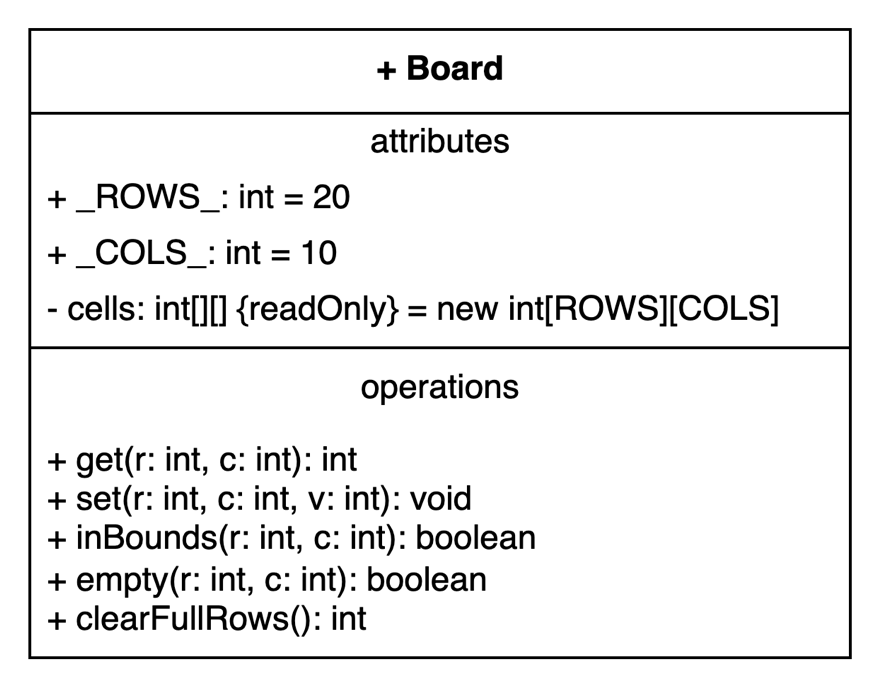 + Board
attributes
+ _ROWS_: int = 20
+ _COLS_: int = 10
- cells: int[][] {readOnly} = new int[ROWS][COLS]
operations
+ get(r: int, c: int): int
+ set(r: int, c: int, v: int): void
+ inBounds(r: int, c: int): boolean
+ empty(r: int, c: int): boolean
+ clearFullRows(): int